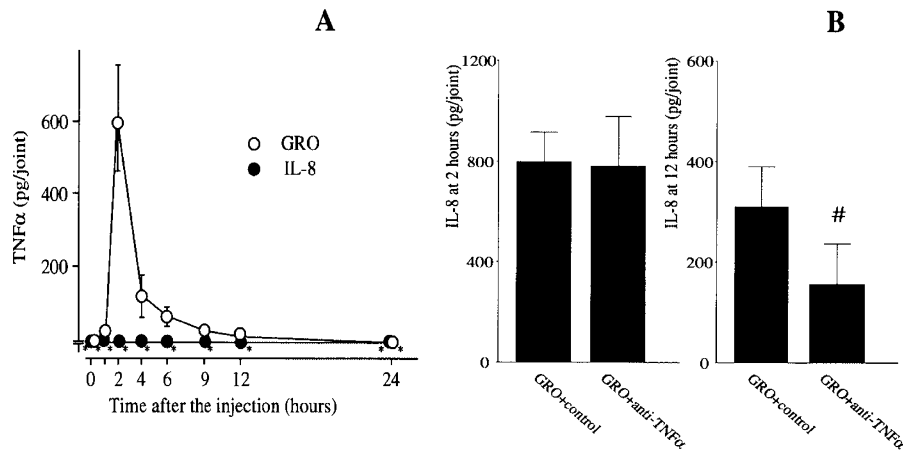 A
TNFα (pg/joint)
600
400
200
GRO
IL-8
* * * * * * * * *
0 2 4 6 9 12 24
Time after the injection (hours)
B
IL-8 at 2 hours (pg/joint)
1200
800
400
0
GRO+control
GRO+anti-TNFα
IL-8 at 12 hours (pg/joint)
600
400
200
0
#
GRO+control
GRO+anti-TNFα